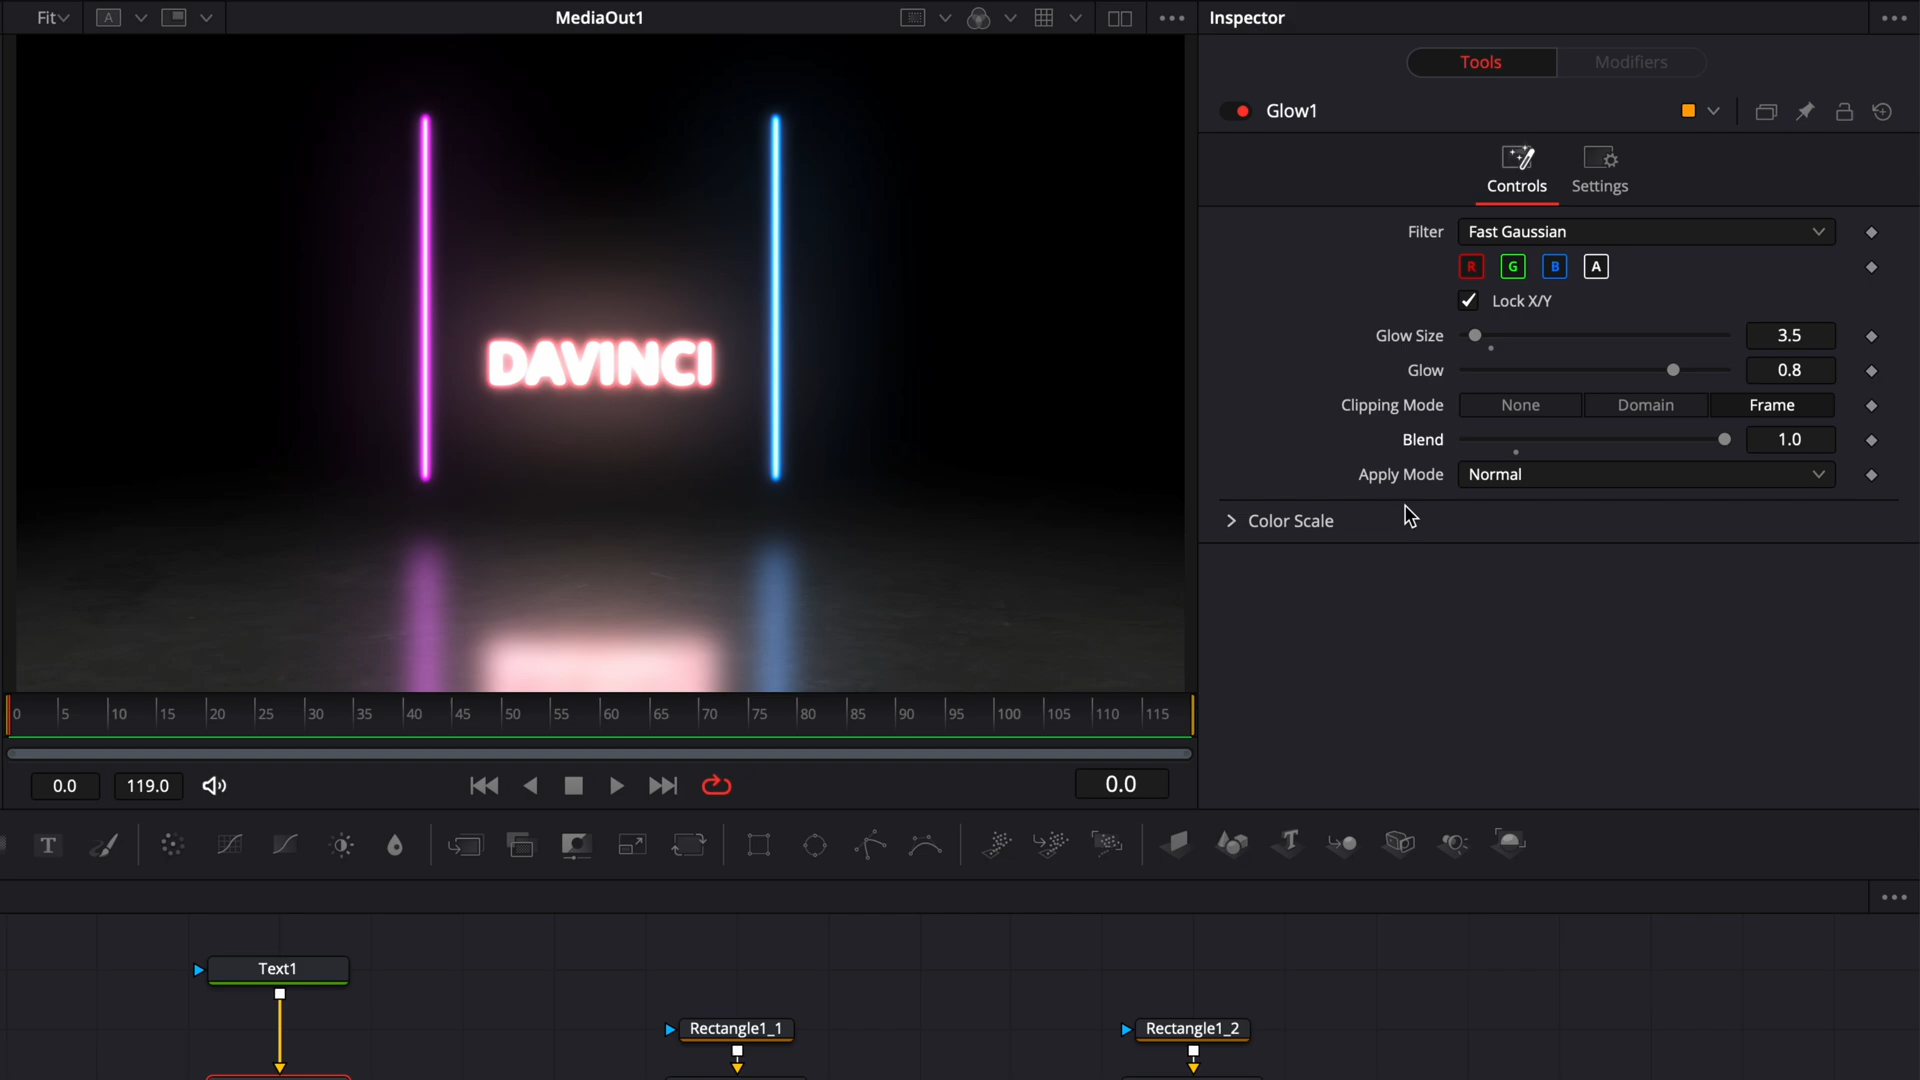 Fit
A
MediaOut1
Inspector
Tools
Modifiers
Glow1
Controls
Settings
Filter
Fast Gaussian
R
G
B
A
Lock X/Y
Glow Size
3.5
Glow
0.8
Clipping Mode
None
Domain
Frame
Blend
1.0
Apply Mode
Normal
Color Scale
DAVINCI
0 5 10 15 20 25 30 35 40 45 50 55 60 65 70 75 80 85 90 95 100 105 110 115
0.0
119.0
0.0
T
T
Text1
Rectangle1_1
Rectangle1_2